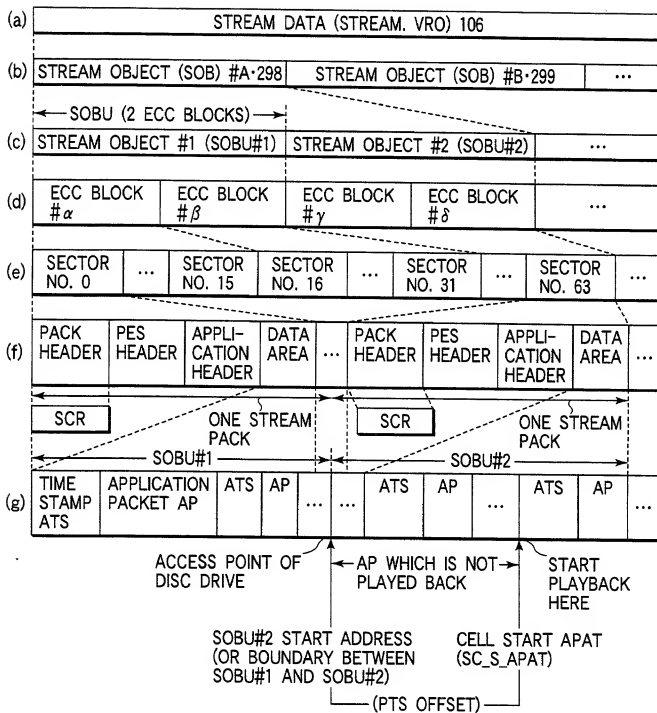 (a) STREAM DATA (STREAM. VRO) 106
(b) STREAM OBJECT (SOB) #A·298 STREAM OBJECT (SOB) #B·299 ...
SOBU (2 ECC BLOCKS)
(c) STREAM OBJECT #1 (SOBU#1) STREAM OBJECT #2 (SOBU#2) ...
(d) ECC BLOCK #α ECC BLOCK #β ECC BLOCK #γ ECC BLOCK #δ ...
(e) SECTOR NO. 0 ... SECTOR NO. 15 SECTOR NO. 16 ... SECTOR NO. 31 ... SECTOR NO. 63 ...
(f) PACK HEADER PES HEADER APPLI-CATION HEADER DATA AREA ... PACK HEADER PES HEADER APPLI-CATION HEADER DATA AREA ...
SCR ONE STREAM PACK SCR ONE STREAM PACK
SOBU#1 SOBU#2
(g) TIME STAMP ATS APPLICATION PACKET AP ATS AP ... ... ATS AP ... ATS AP ...
ACCESS POINT OF DISC DRIVE
AP WHICH IS NOT PLAYED BACK
START PLAYBACK HERE
SOBU#2 START ADDRESS
(OR BOUNDARY BETWEEN
SOBU#1 AND SOBU#2)
CELL START APAT
(SC_S_APAT)
(PTS OFFSET)